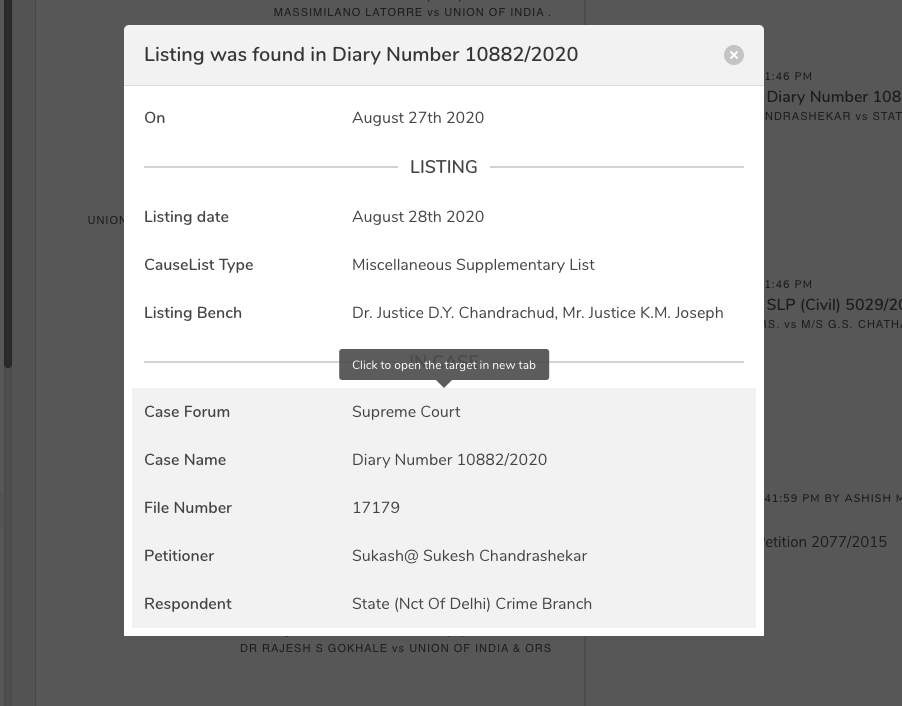 MASSIMILANO LATORRE vs UNION OF INDIA .
Listing was found in Diary Number 10882/2020
1:46 PM
Diary Number 108
NDRASHEKAR vs STAT
On August 27th 2020
LISTING
Listing date August 28th 2020
UNION
CauseList Type Miscellaneous Supplementary List
1:46 PM
SLP (Civil) 5029/20
Listing Bench Dr. Justice D.Y. Chandrachud, Mr. Justice K.M. Joseph
RS. vs M/S G.S. CHATHA
IN CASE
Click to open the target in new tab
Case Forum Supreme Court
Case Name Diary Number 10882/2020
41:59 PM BY ASHISH M
File Number 17179
etition 2077/2015
Petitioner Sukash@ Sukesh Chandrashekar
Respondent State (Nct Of Delhi) Crime Branch
DR RAJESH S GOKHALE vs UNION OF INDIA & ORS